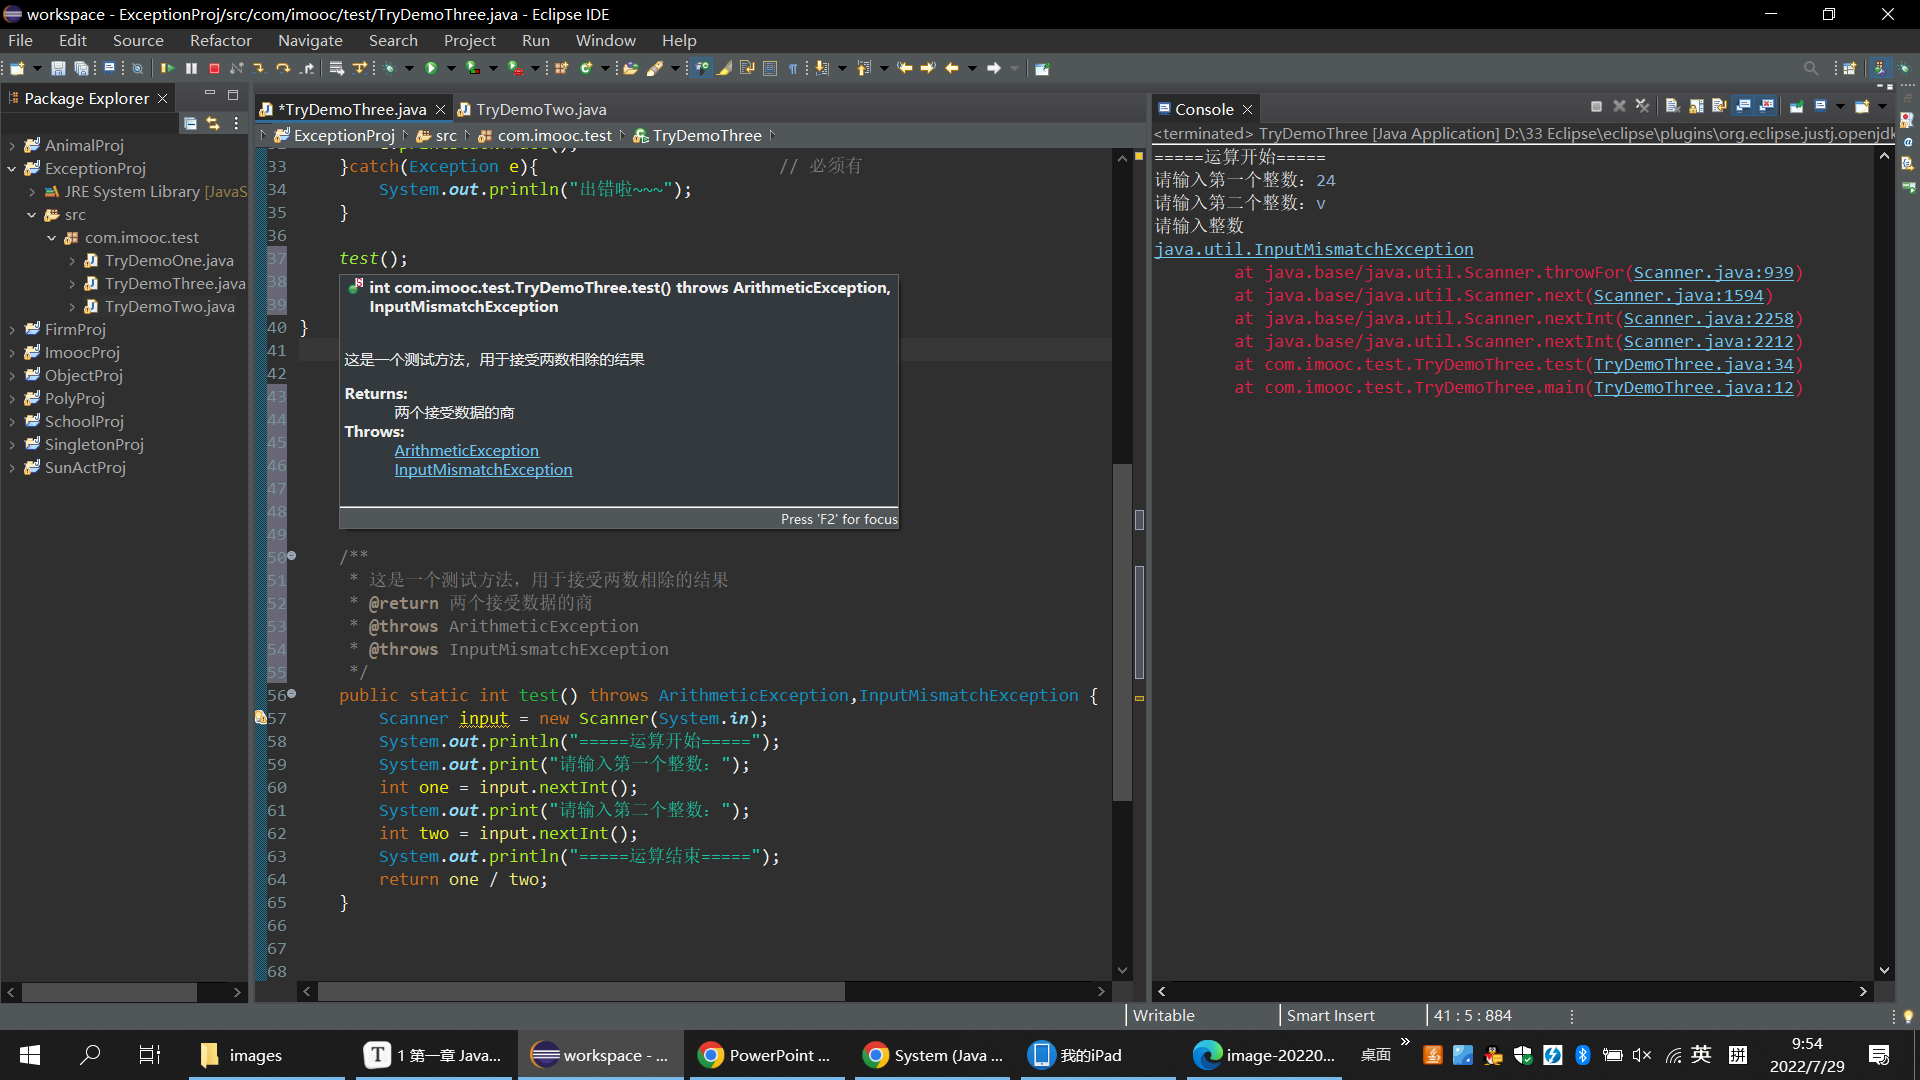 workspace - ExceptionProj/src/com/imooc/test/TryDemoThree.java - Eclipse IDE
File Edit Source Refactor Navigate Search Project Run Window Help
Package Explorer
AnimalProj
ExceptionProj
JRE System Library [JavaS
src
com.imooc.test
TryDemoOne.java
TryDemoThree.java
TryDemoTwo.java
FirmProj
ImoocProj
ObjectProj
PolyProj
SchoolProj
SingletonProj
SunActProj
*TryDemoThree.java TryDemoTwo.java
ExceptionProj src com.imooc.test TryDemoThree
33 }catch(Exception e){ // 必须有
34 System.out.println("出错啦~~~");
35 }
36
37 test();
38
39
40 }
41
42
43
44
45
46
47
48
49
int com.imooc.test.TryDemoThree.test() throws ArithmeticException,
InputMismatchException
这是一个测试方法，用于接受两数相除的结果
Returns:
两个接受数据的商
Throws:
ArithmeticException
InputMismatchException
Press 'F2' for focus
50 /**
51 * 这是一个测试方法，用于接受两数相除的结果
52 * @return 两个接受数据的商
53 * @throws ArithmeticException
54 * @throws InputMismatchException
55 */
56 public static int test() throws ArithmeticException,InputMismatchException {
57 Scanner input = new Scanner(System.in);
58 System.out.println("=====运算开始=====");
59 System.out.print("请输入第一个整数：");
60 int one = input.nextInt();
61 System.out.print("请输入第二个整数：");
62 int two = input.nextInt();
63 System.out.println("=====运算结束=====");
64 return one / two;
65 }
66
67
68
Console
<terminated> TryDemoThree [Java Application] D:\33 Eclipse\eclipse\plugins\org.eclipse.justj.openjdk
=====运算开始=====
请输入第一个整数：24
请输入第二个整数：v
请输入整数
java.util.InputMismatchException
at java.base/java.util.Scanner.throwFor(Scanner.java:939)
at java.base/java.util.Scanner.next(Scanner.java:1594)
at java.base/java.util.Scanner.nextInt(Scanner.java:2258)
at java.base/java.util.Scanner.nextInt(Scanner.java:2212)
at com.imooc.test.TryDemoThree.test(TryDemoThree.java:34)
at com.imooc.test.TryDemoThree.main(TryDemoThree.java:12)
Writable Smart Insert 41 : 5 : 884
images
1 第一章 Java...
workspace - ...
PowerPoint ...
System (Java ...
我的iPad
image-20220...
桌面
英
拼
9:54
2022/7/29